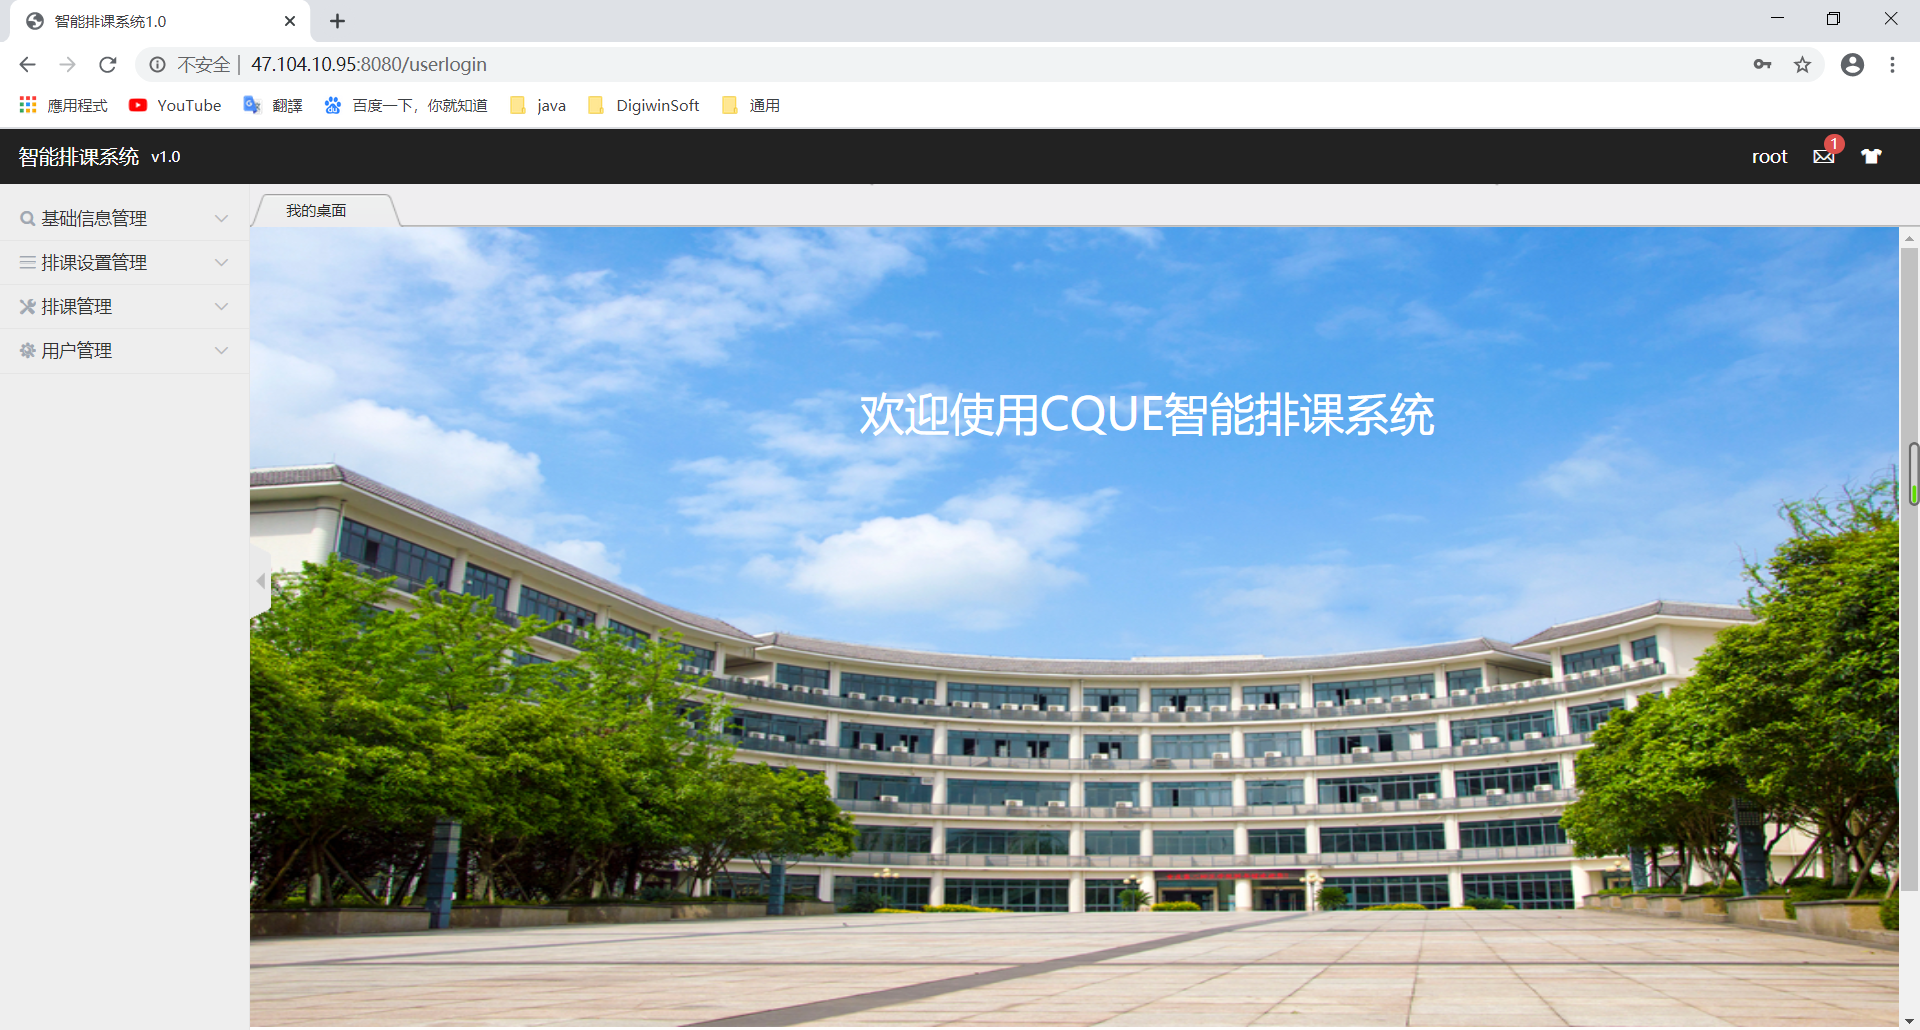 智能排课系统1.0
不安全 | 47.104.10.95:8080/userlogin
應用程式 YouTube 翻譯 百度一下，你就知道 java DigiwinSoft 通用
智能排课系统 v1.0 root 1
我的桌面
基础信息管理
排课设置管理
排课管理
用户管理
欢迎使用CQUE智能排课系统